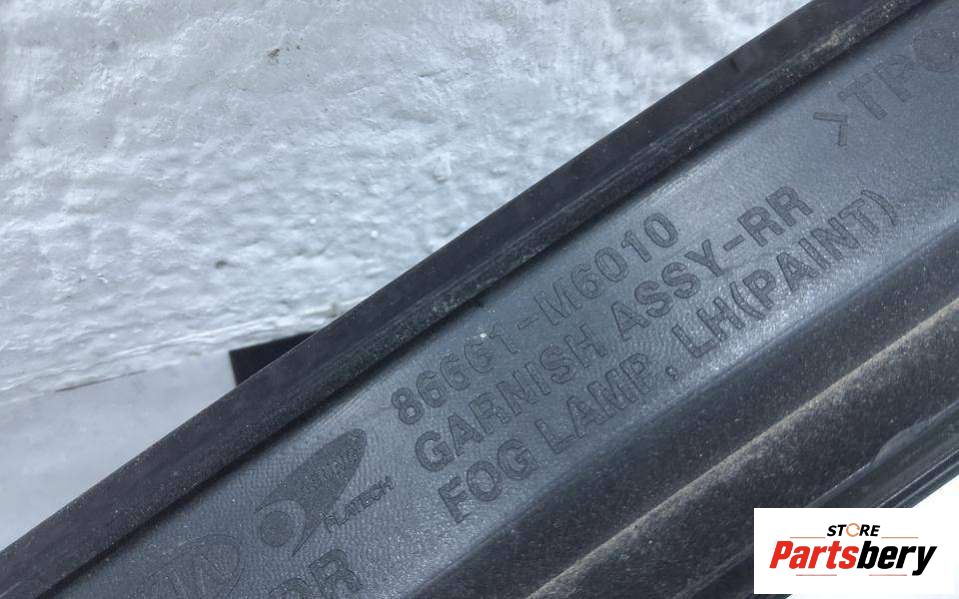 86661-M6010
GARNISH ASSY-RR
FOG LAMP, LH(PAINT)
PLATECH
STORE
Partsbery